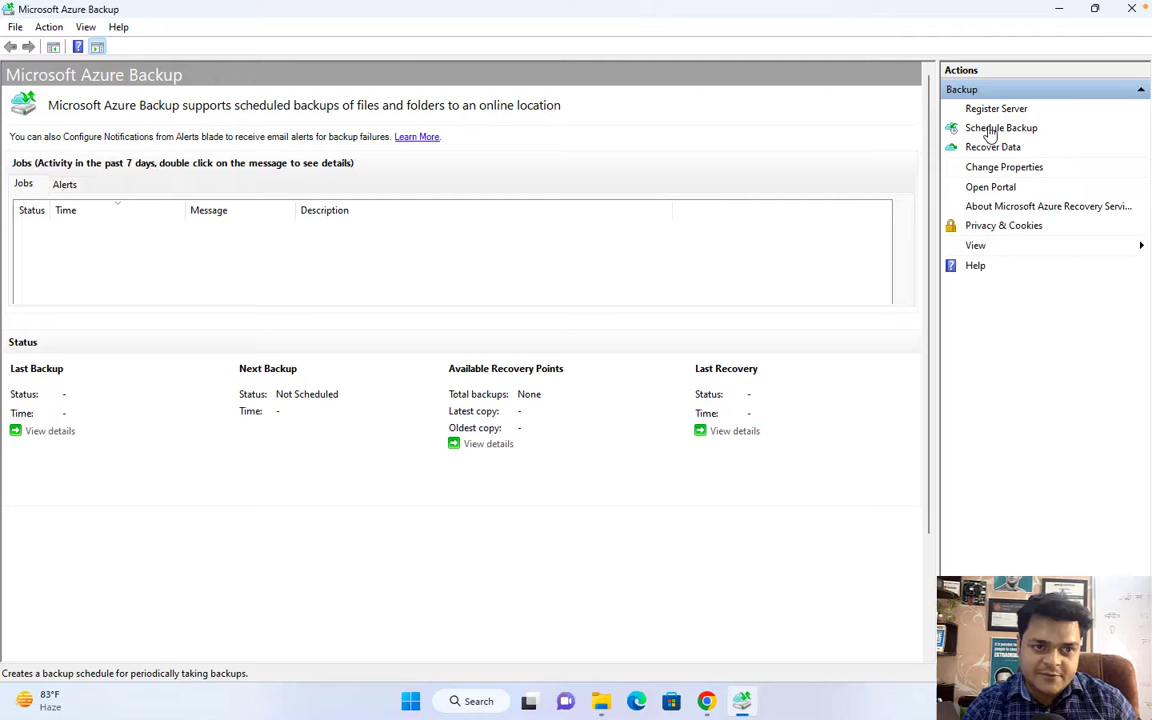 Microsoft Azure Backup
File Action View Help
Microsoft Azure Backup
Microsoft Azure Backup supports scheduled backups of files and folders to an online location
You can also Configure Notifications from Alerts blade to receive email alerts for backup failures. Learn More.
Jobs (Activity in the past 7 days, double click on the message to see details)
Jobs Alerts
Status Time Message Description
Status
Last Backup Next Backup Available Recovery Points Last Recovery
Status: - Status: Not Scheduled Total backups: None Status: -
Time: - Time: - Latest copy: - Time: -
Oldest copy: -
View details View details View details
Actions
Backup
Register Server
Schedule Backup
Recover Data
Change Properties
Open Portal
About Microsoft Azure Recovery Servi...
Privacy & Cookies
View
Help
Creates a backup schedule for periodically taking backups.
83°F
Haze
Search